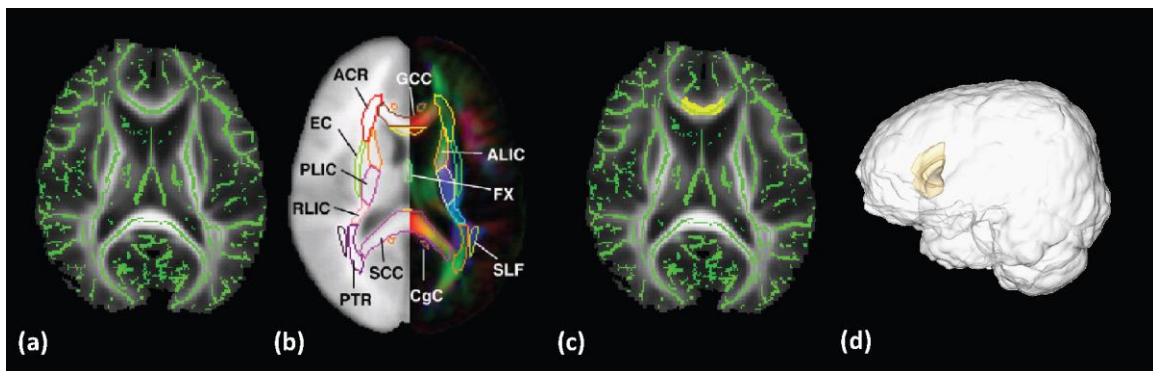 ACR
GCC
EC
ALIC
PLIC
FX
RLIC
SCC
SLF
PTR
CgC
(a)
(b)
(c)
(d)